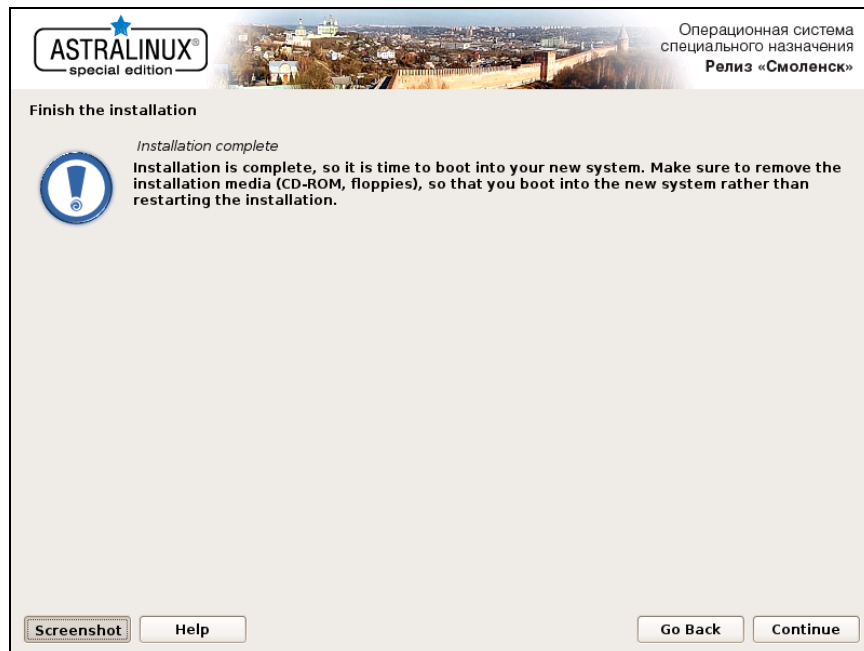 ASTRALINUX®
special edition
Операционная система
специального назначения
Релиз «Смоленск»
Finish the installation
Installation complete
Installation is complete, so it is time to boot into your new system. Make sure to remove the
installation media (CD-ROM, floppies), so that you boot into the new system rather than
restarting the installation.
Screenshot
Help
Go Back
Continue